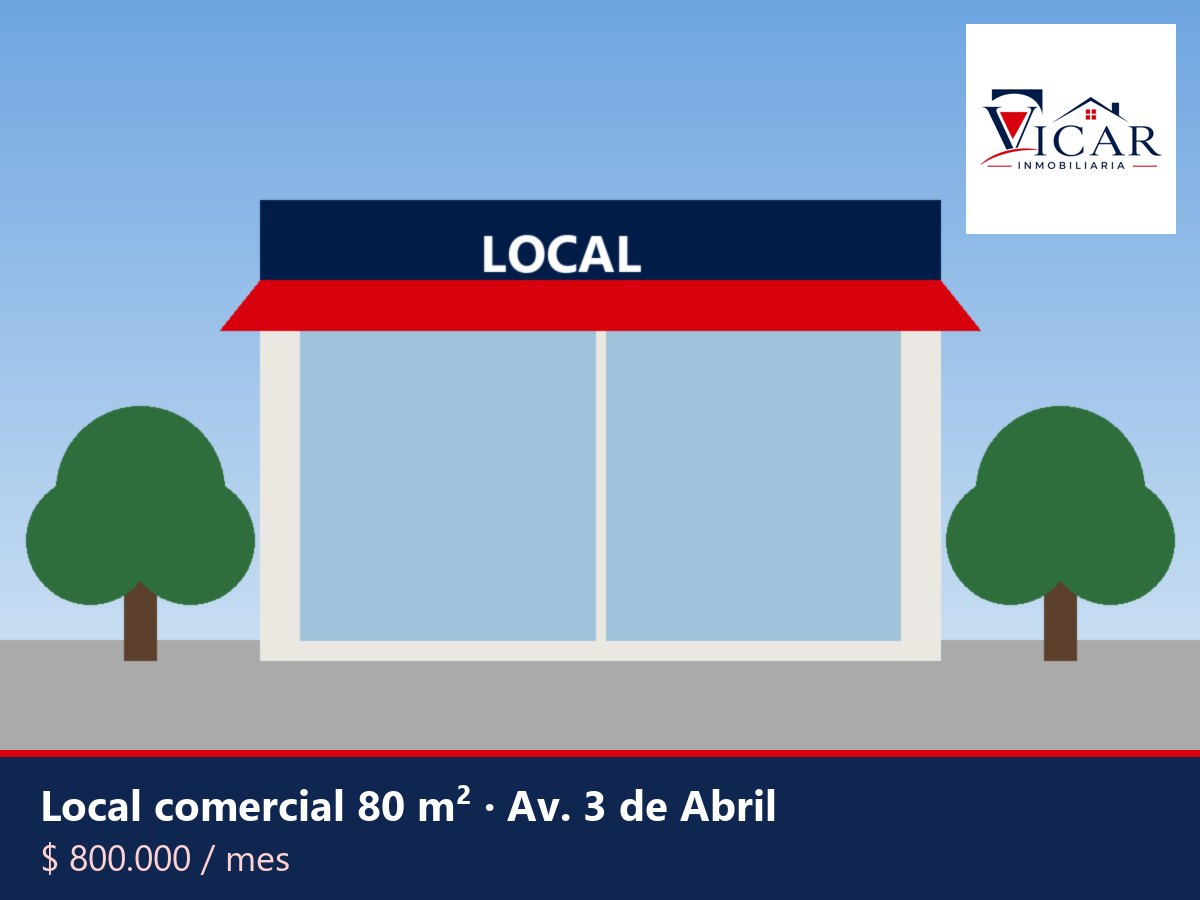 VICAR
INMOBILIARIA
LOCAL
Local comercial 80 m² · Av. 3 de Abril
$ 800.000 / mes